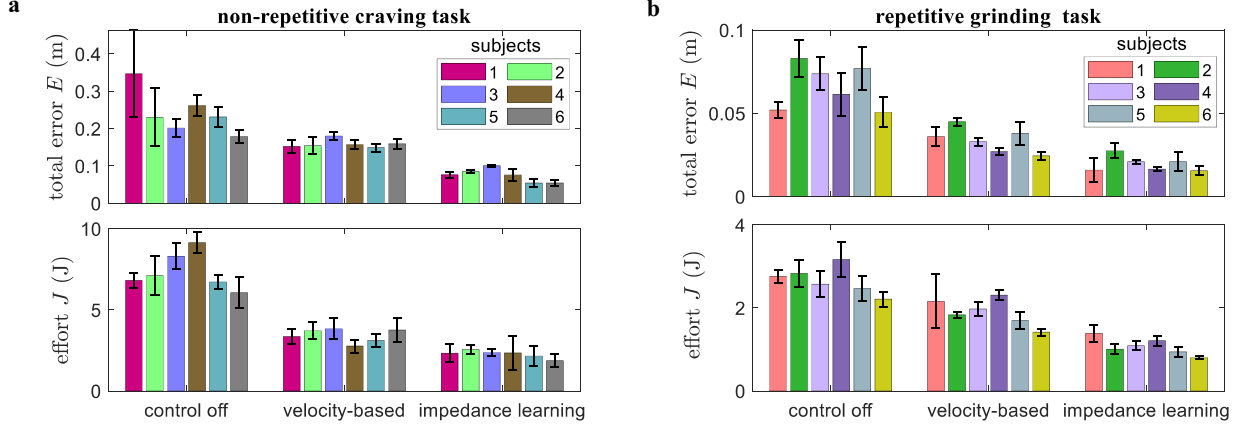 a
non-repetitive craving task
total error E (m)
0.4
0.3
0.2
0.1
0
subjects
1 2
3 4
5 6
effort J (J)
10
5
0
control off velocity-based impedance learning
b
repetitive grinding task
total error E (m)
0.1
0.05
0
subjects
1 2
3 4
5 6
effort J (J)
4
2
0
control off velocity-based impedance learning